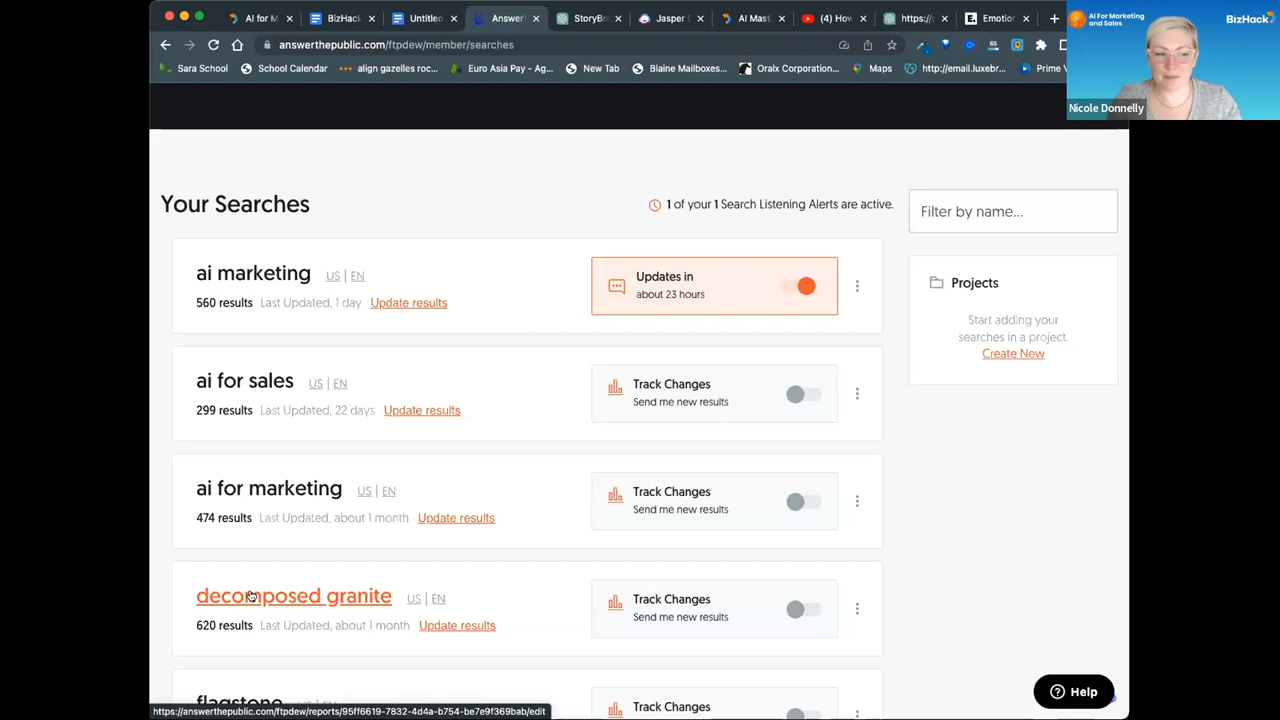 AI for M
BizHack
Untitled
Answer
StoryBr
Jasper
AI Mast
(4) How
https://
Emotio
answerthepublic.com/ftpdew/member/searches
Sara School
School Calendar
align gazelles roc...
Euro Asia Pay - Ag...
New Tab
Blaine Mailboxes...
Oralx Corporation...
Maps
http://email.luxebr...
Prime V
AI For Marketing and Sales
BizHack
Nicole Donnelly
Your Searches
1 of your 1 Search Listening Alerts are active.
Filter by name...
ai marketing US | EN
560 results Last Updated, 1 day Update results
Updates in
about 23 hours
Projects
Start adding your
searches in a project.
Create New
ai for sales US | EN
299 results Last Updated, 22 days Update results
Track Changes
Send me new results
ai for marketing US | EN
474 results Last Updated, about 1 month Update results
Track Changes
Send me new results
decomposed granite US | EN
620 results Last Updated, about 1 month Update results
Track Changes
Send me new results
flagstone
Track Changes
Help
https://answerthepublic.com/ftpdew/reports/95ff6619-7832-4d4a-b754-be7e9f369bab/edit